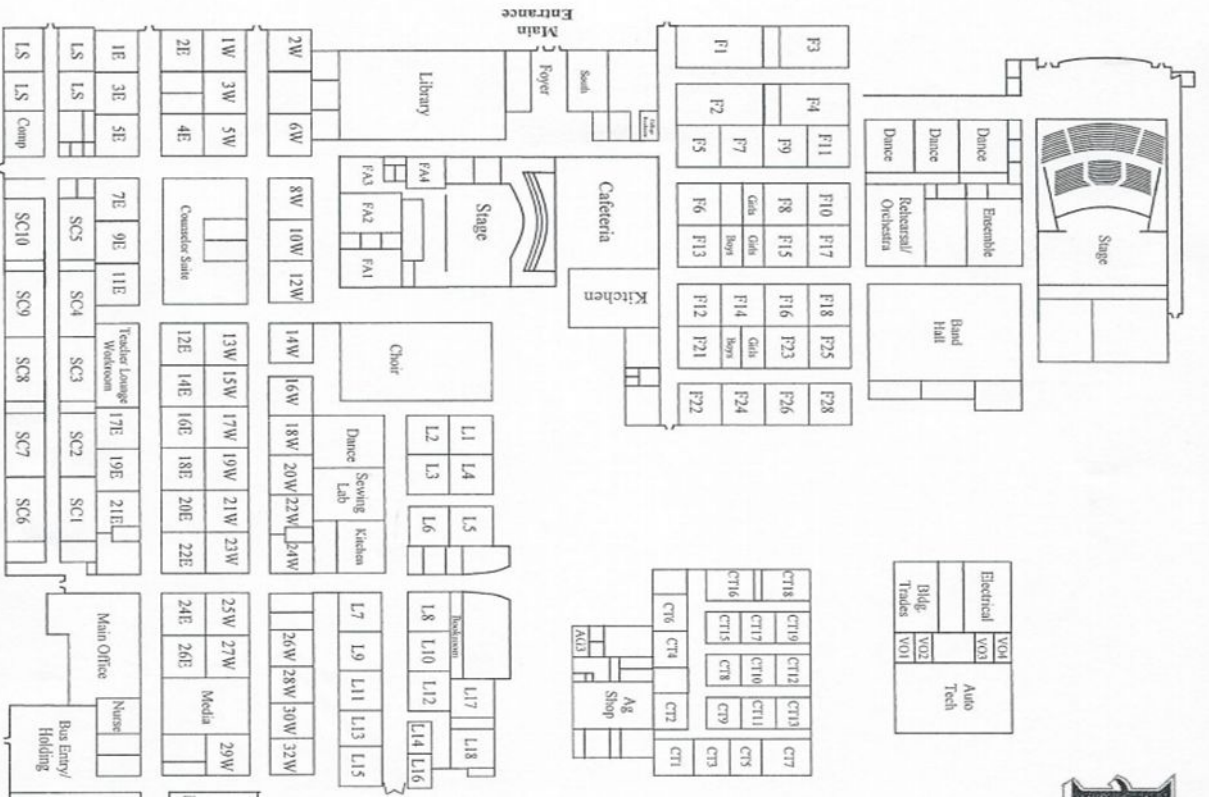 Main
Entrance
LS
LS
1E
2E
1W
2W
Library
Foyer
South
F1
F3
LS
LS
3E
3W
F2
F4
Comp
5E
4E
5W
6W
F5
F7
F9
F11
Dance
Dance
Dance
Stage
FA3
FA4
FA2
FA1
Stage
Cafeteria
7E
9E
11E
Counselor Suite
8W
10W
12W
SC10
SC5
F6
Girls
F8
F10
F13
Boys
Girls
F15
F17
Rehearsal/
Orchestra
Ensemble
SC9
SC4
Kitchen
F12
F14
F16
F18
F21
Boys
Girls
F23
F25
Band
Hall
Teacher Lounge
Workroom
12E
13W
14W
Choir
SC8
SC3
14E
15W
16W
F22
F24
F26
F28
SC7
SC2
17E
16E
17W
18W
Dance
L2
L1
19E
18E
19W
20W
Sewing
Lab
L3
L4
SC6
SC1
21E
20E
21W
22W
Kitchen
L6
L5
22E
23W
24W
Main Office
24E
25W
L7
L8
Bookroom
26E
27W
26W
L9
L10
Media
28W
L11
L12
L17
Nurse
30W
L13
L14
L18
Bus Entry/
Holding
29W
32W
L15
L16
CT16
CT18
CT6
CT15
CT17
CT19
AG3
CT4
CT8
CT10
CT12
Ag
Shop
CT2
CT9
CT11
CT13
CT1
CT3
CT5
CT7
Bldg.
Trades
Electrical
VO1
VO2
VO3
VO4
Auto
Tech